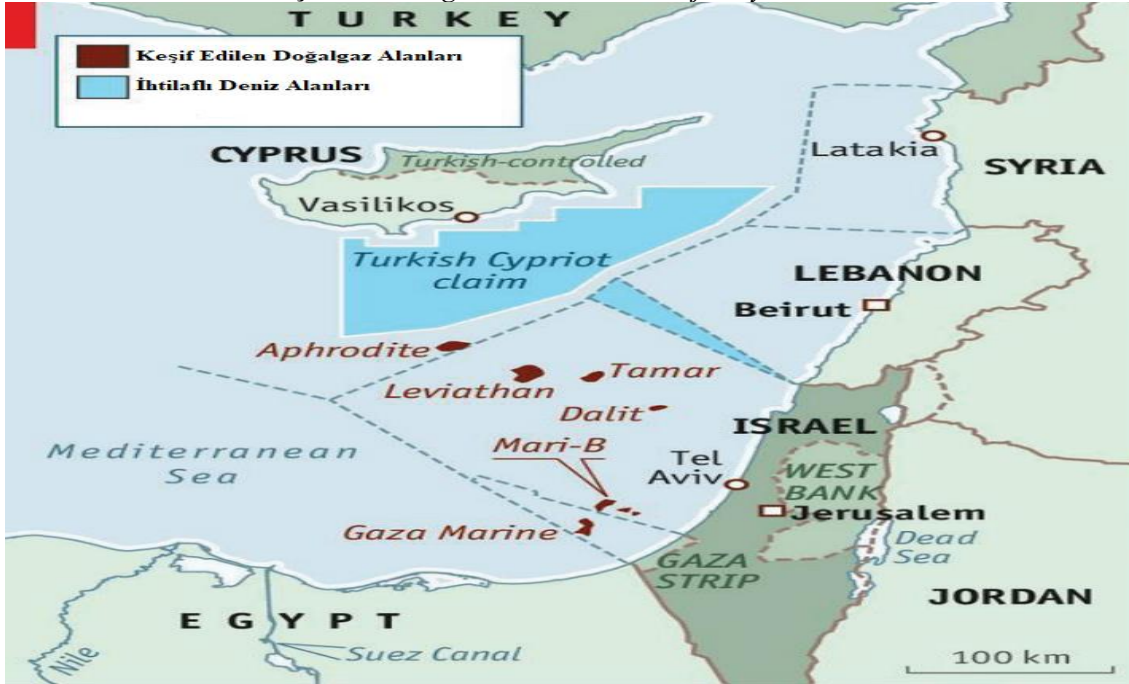 T U R K E Y
Keşif Edilen Doğalgaz Alanları
İhtilaflı Deniz Alanları
CYPRUS
Turkish-controlled
Vasilikos
Latakia
SYRIA
Turkish Cypriot
claim
LEBANON
Beirut
Aphrodite
Leviathan
Tamar
Dalit
ISRAEL
Mari-B
Mediterranean
Sea
Tel
Aviv
WEST
BANK
Jerusalem
Gaza Marine
Dead
Sea
GAZA
STRIP
JORDAN
E G Y P T
Suez Canal
Nile
100 km